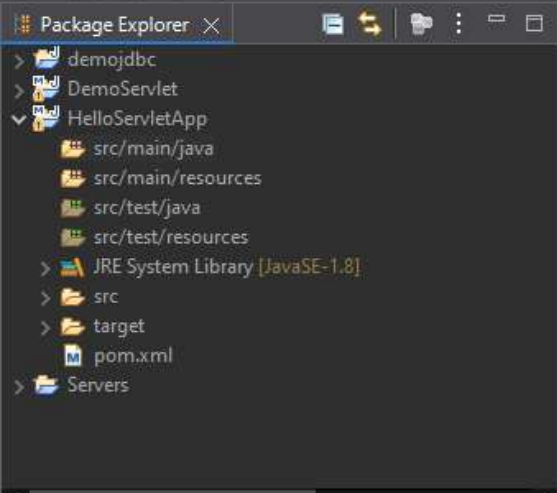 Package Explorer
demojdbc
DemoServlet
HelloServletApp
src/main/java
src/main/resources
src/test/java
src/test/resources
JRE System Library [JavaSE-1.8]
src
target
pom.xml
Servers